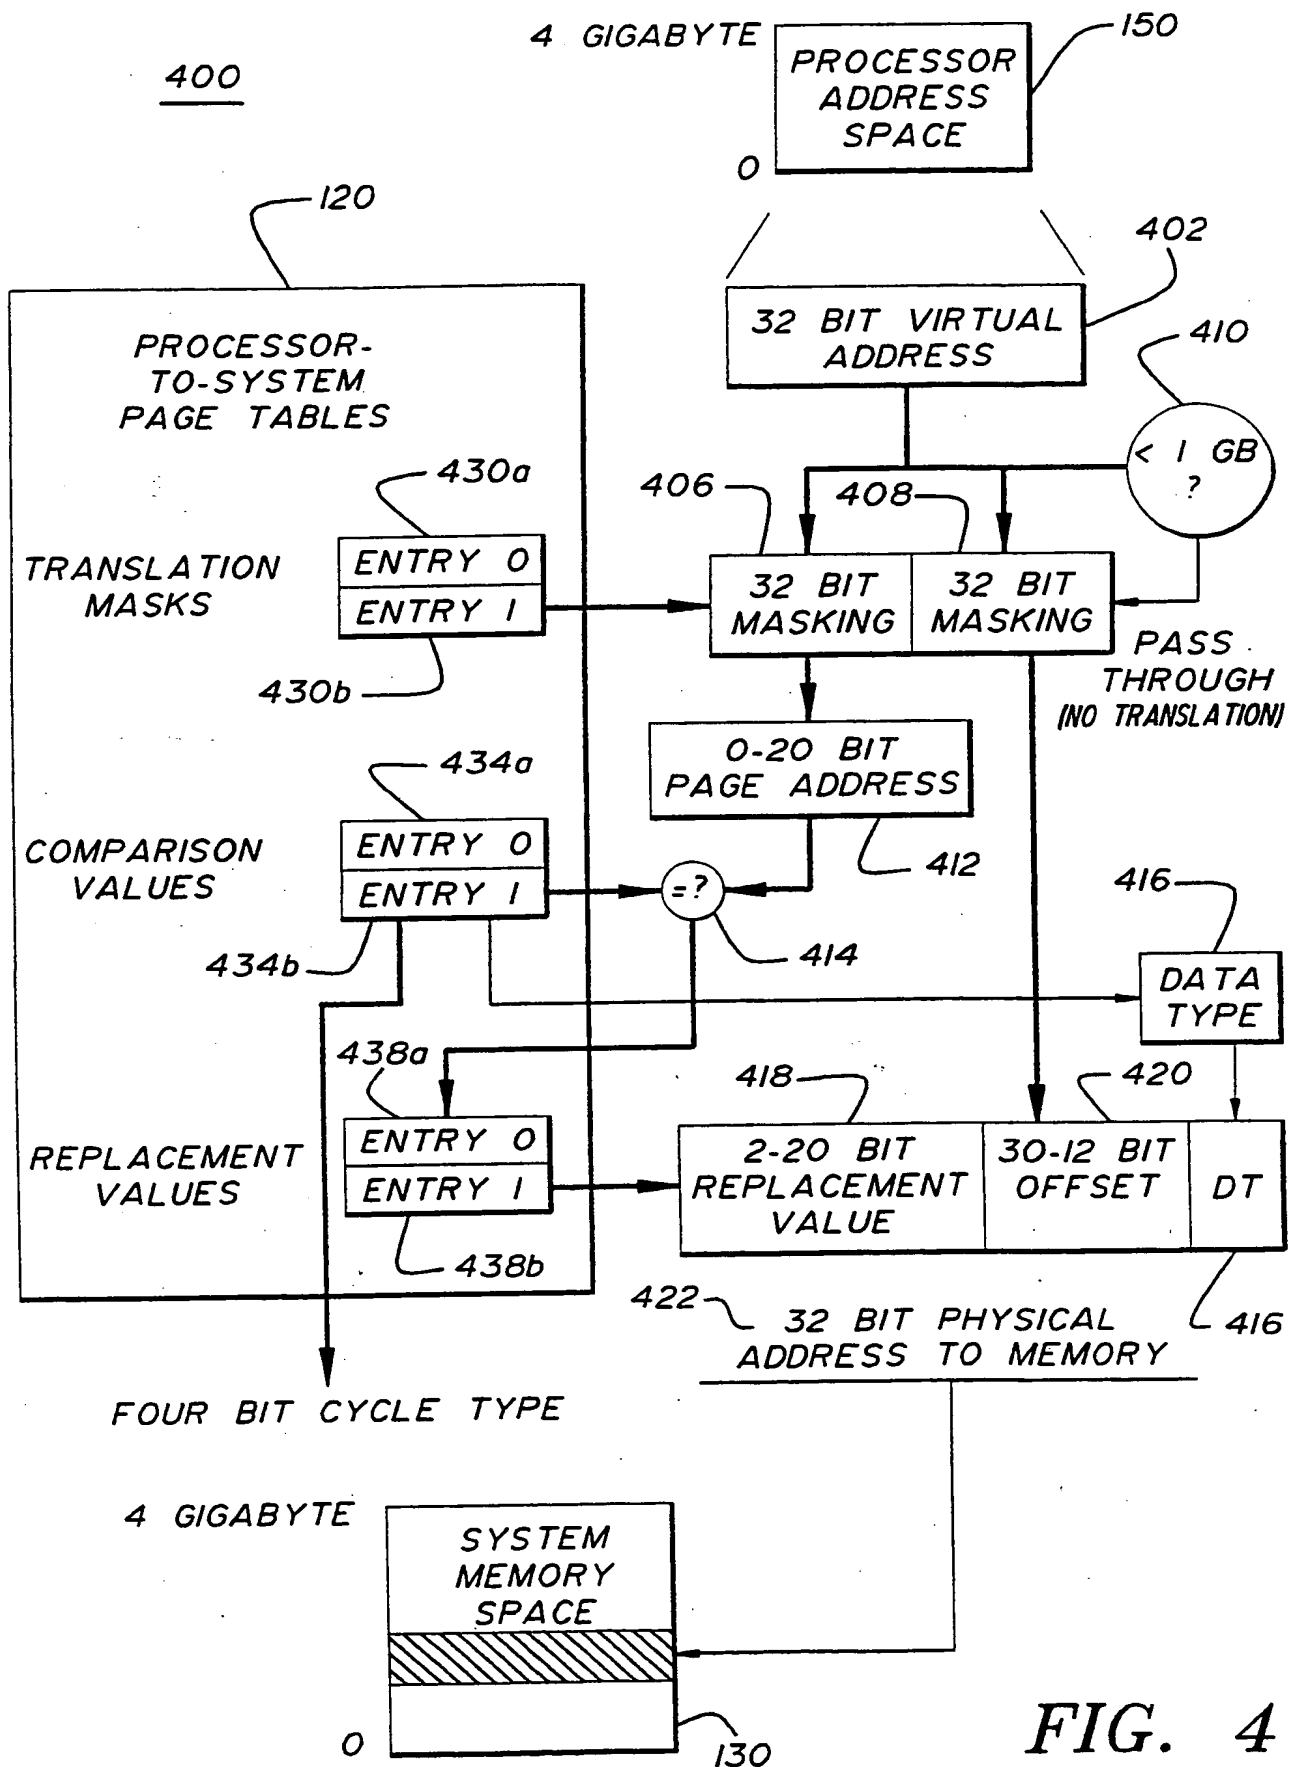 4 GIGABYTE
150
400
PROCESSOR
ADDRESS
SPACE
0
120
402
32 BIT VIRTUAL
ADDRESS
410
PROCESSOR-
TO-SYSTEM
PAGE TABLES
< 1 GB
?
430a
406
408
TRANSLATION
MASKS
ENTRY 0
ENTRY 1
32 BIT
MASKING
32 BIT
MASKING
430b
PASS
THROUGH
(NO TRANSLATION)
0-20 BIT
PAGE ADDRESS
434a
COMPARISON
VALUES
ENTRY 0
ENTRY 1
=?
412
416
434b
414
DATA
TYPE
438a
418
420
REPLACEMENT
VALUES
ENTRY 0
ENTRY 1
2-20 BIT
REPLACEMENT
VALUE
30-12 BIT
OFFSET
DT
438b
422
32 BIT PHYSICAL
ADDRESS TO MEMORY
416
FOUR BIT CYCLE TYPE
4 GIGABYTE
SYSTEM
MEMORY
SPACE
0
130
FIG. 4